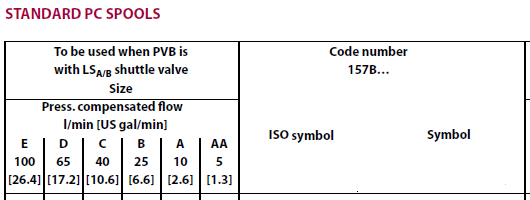 STANDARD PC SPOOLS
To be used when PVB is
with LSA/B shuttle valve
Size
Press. compensated flow
l/min [US gal/min]
E D C B A AA
100 65 40 25 10 5
[26.4] [17.2] [10.6] [6.6] [2.6] [1.3]
Code number
157B...
ISO symbol Symbol